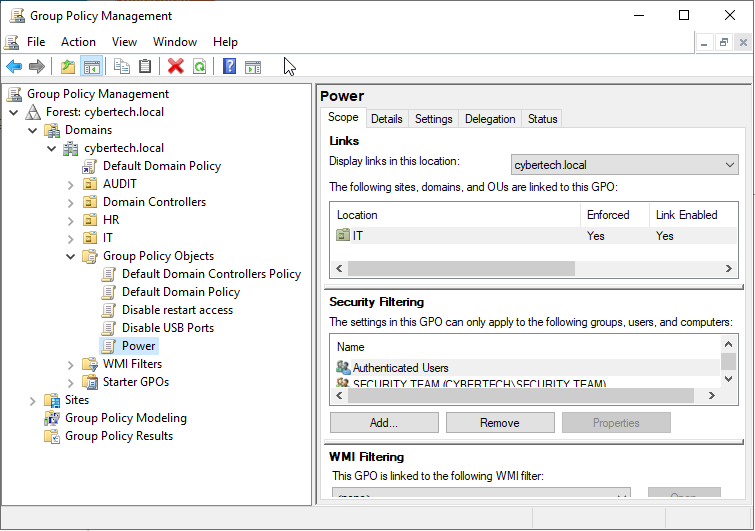 Group Policy Management
File Action View Window Help
Group Policy Management
Forest: cybertech.local
Domains
cybertech.local
Default Domain Policy
AUDIT
Domain Controllers
HR
IT
Group Policy Objects
Default Domain Controllers Policy
Default Domain Policy
Disable restart access
Disable USB Ports
Power
WMI Filters
Starter GPOs
Sites
Group Policy Modeling
Group Policy Results
Power
Scope Details Settings Delegation Status
Links
Display links in this location: cybertech.local
The following sites, domains, and OUs are linked to this GPO:
Location Enforced Link Enabled
IT Yes Yes
Security Filtering
The settings in this GPO can only apply to the following groups, users, and computers:
Name
Authenticated Users
SECURITY TEAM (CYBERTECH\SECURITY TEAM)
Add... Remove Properties
WMI Filtering
This GPO is linked to the following WMI filter:
<none> Open